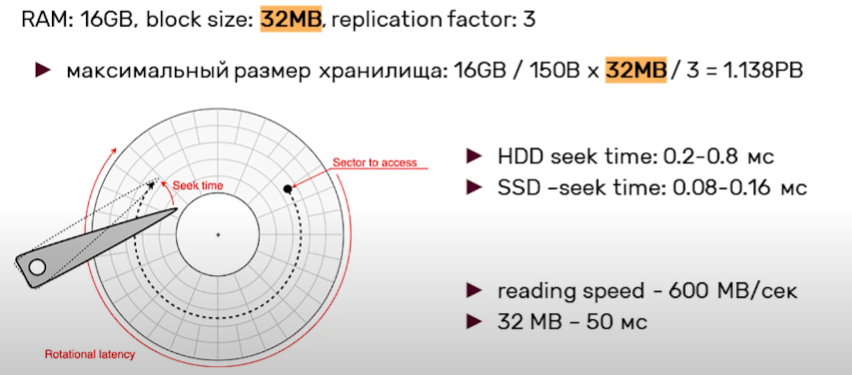 RAM: 16GB, block size: 32MB, replication factor: 3
максимальный размер хранилища: 16GB / 150B x 32MB / 3 = 1.138PB
Sector to access
Seek time
Rotational latency
HDD seek time: 0.2-0.8 мс
SSD –seek time: 0.08-0.16 мс
reading speed - 600 MB/сек
32 MB – 50 мс